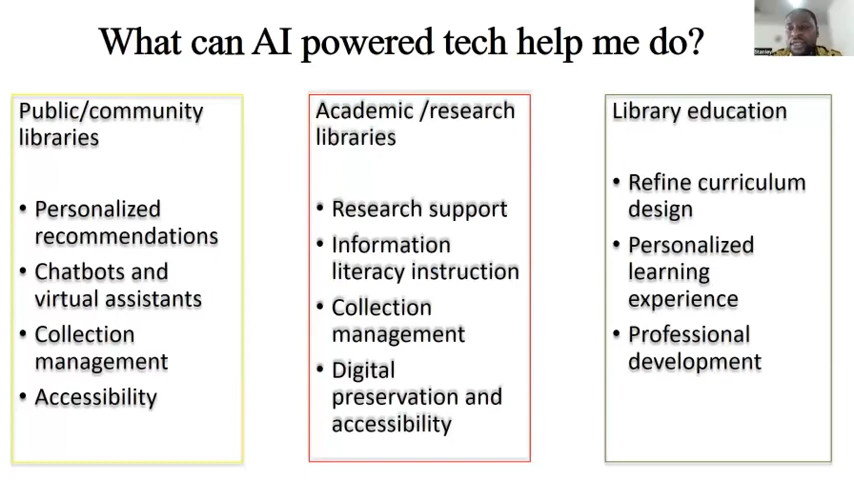 What can AI powered tech help me do?
Stanley
Public/community
libraries
• Personalized
recommendations
• Chatbots and
virtual assistants
• Collection
management
• Accessibility
Academic /research
libraries
• Research support
• Information
literacy instruction
• Collection
management
• Digital
preservation and
accessibility
Library education
• Refine curriculum
design
• Personalized
learning
experience
• Professional
development